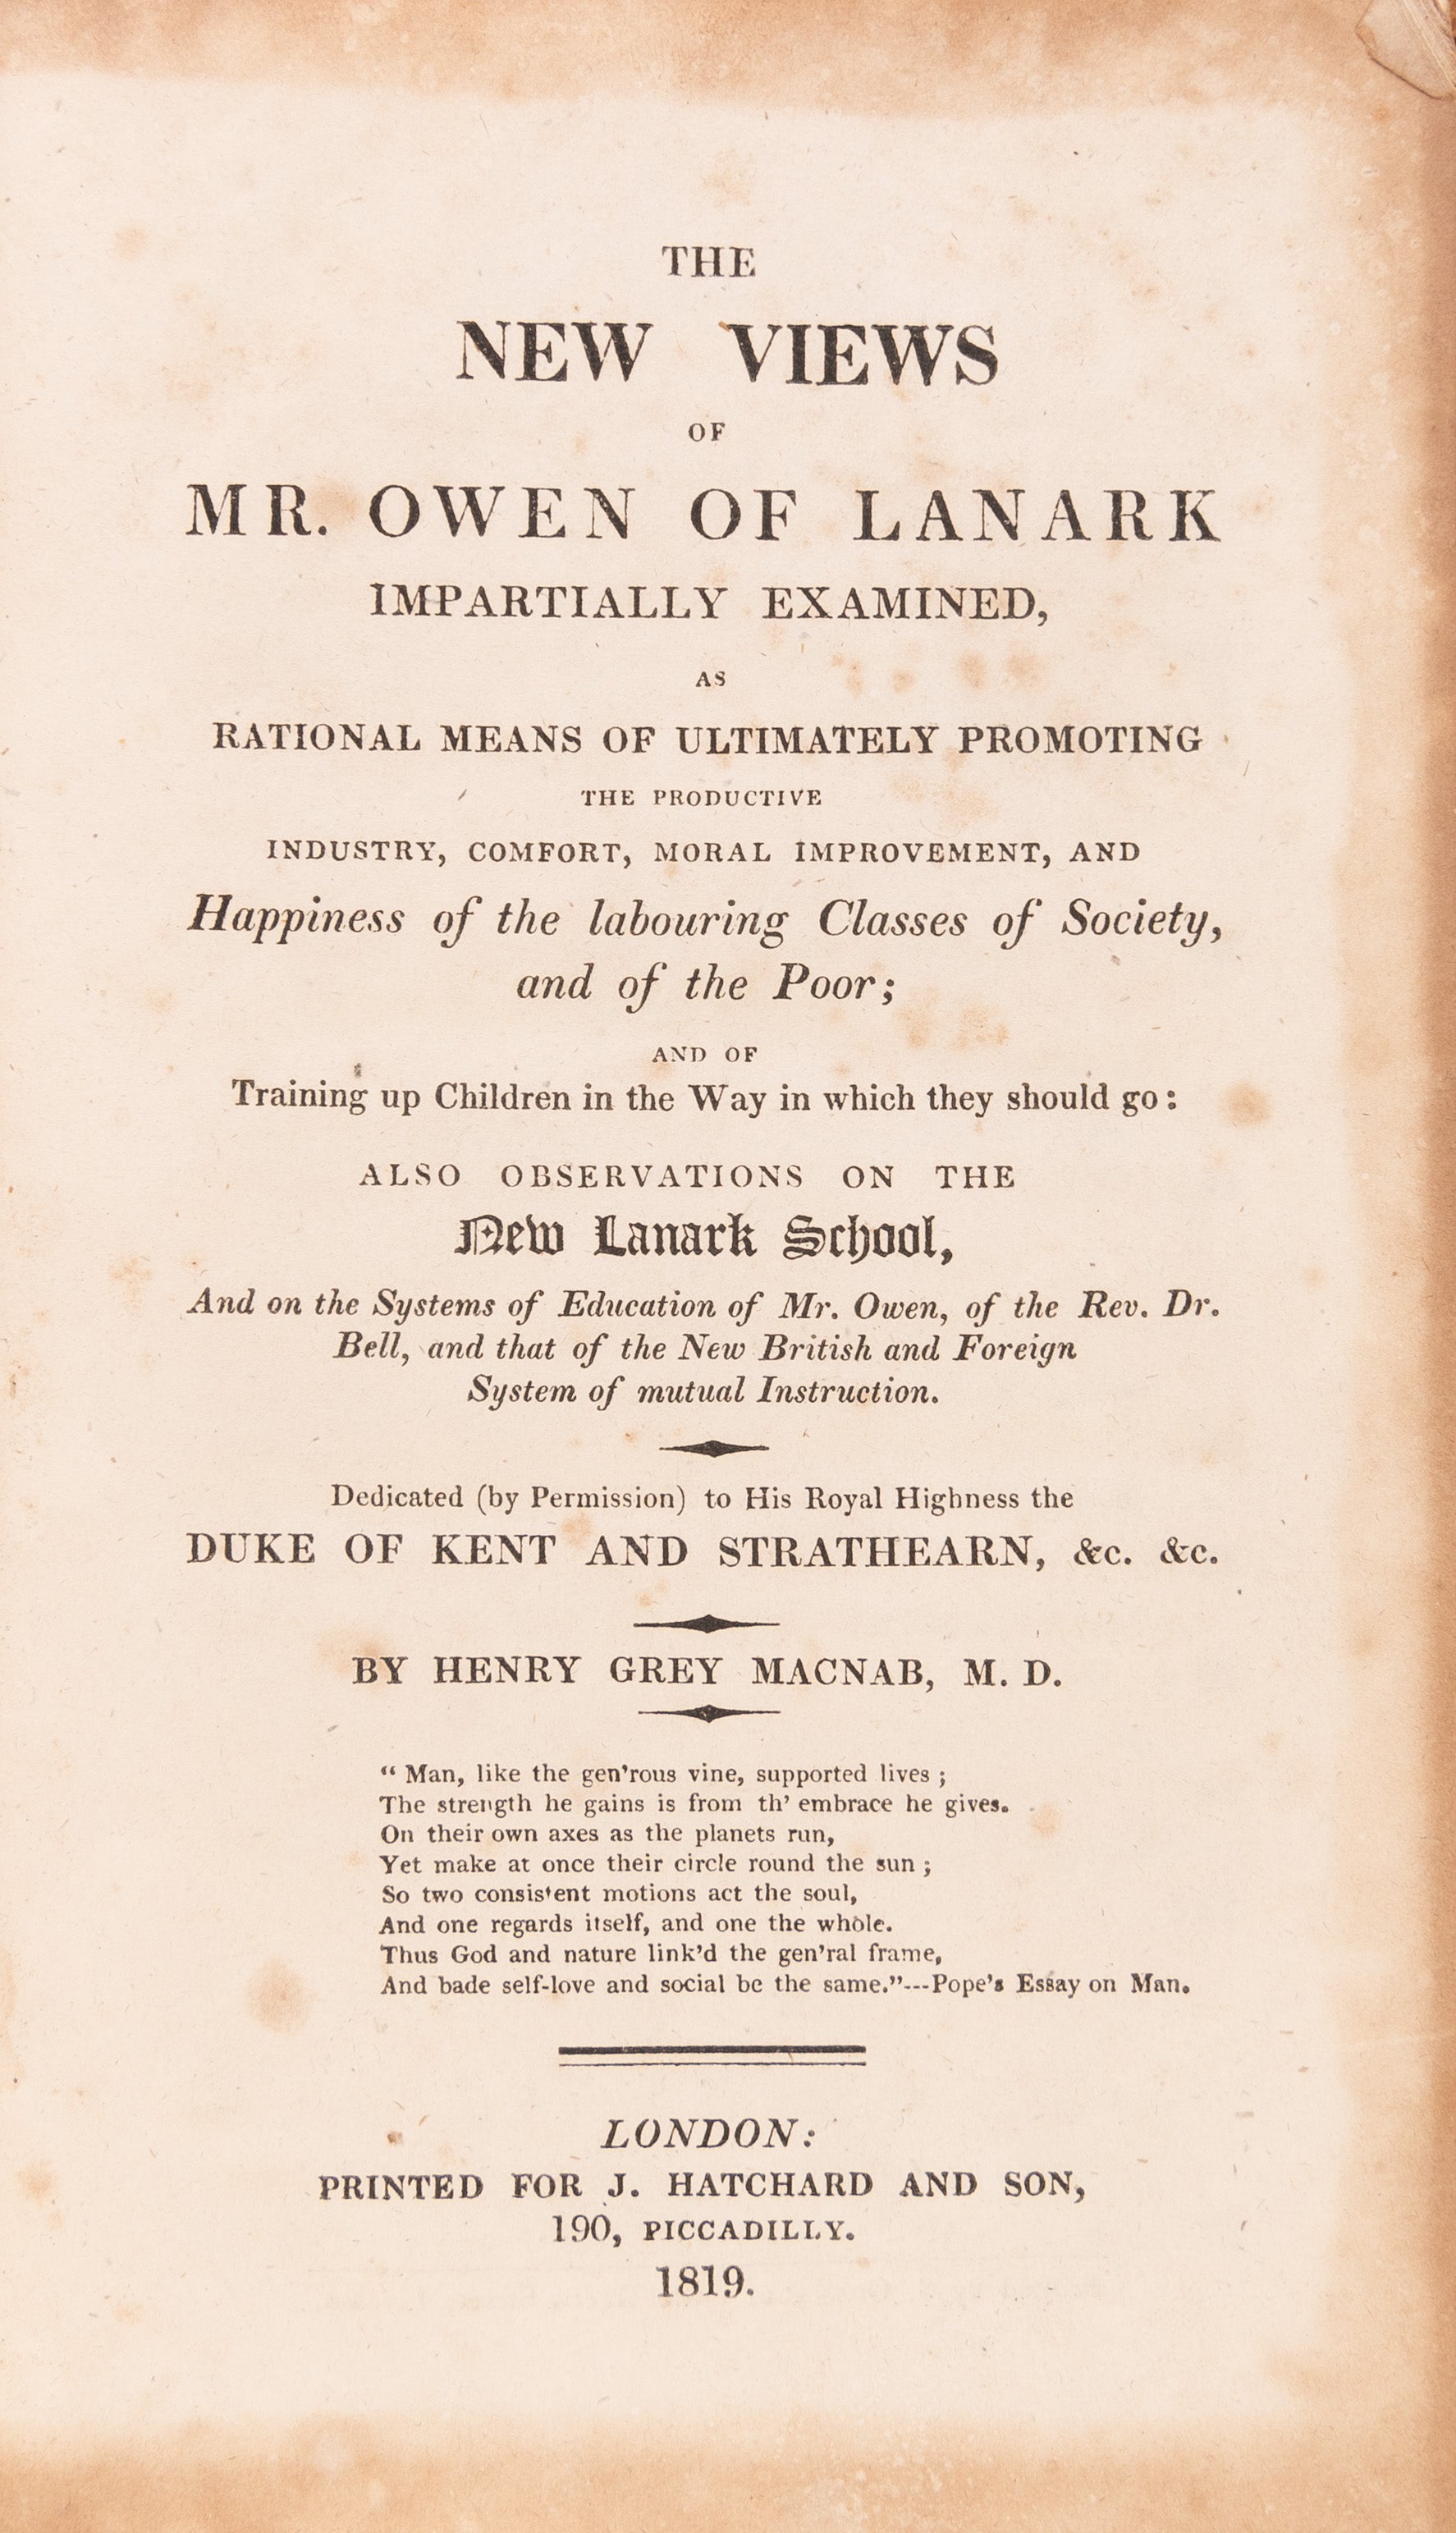 THE
NEW VIEWS
OF
MR. OWEN OF LANARK
IMPARTIALLY EXAMINED,
AS
RATIONAL MEANS OF ULTIMATELY PROMOTING
THE PRODUCTIVE
INDUSTRY, COMFORT, MORAL IMPROVEMENT, AND
Happiness of the labouring Classes of Society,
and of the Poor;
AND OF
Training up Children in the Way in which they should go:
ALSO OBSERVATIONS ON THE
New Lanark School,
And on the Systems of Education of Mr. Owen, of the Rev. Dr.
Bell, and that of the New British and Foreign
System of mutual Instruction.
Dedicated (by Permission) to His Royal Highness the
DUKE OF KENT AND STRATHEARN, &c. &c.
BY HENRY GREY MACNAB, M. D.
“ Man, like the gen’rous vine, supported lives ;
The strength he gains is from th’ embrace he gives.
On their own axes as the planets run,
Yet make at once their circle round the sun ;
So two consistent motions act the soul,
And one regards itself, and one the whole.
Thus God and nature link’d the gen’ral frame,
And bade self-love and social be the same.”---Pope’s Essay on Man.
LONDON:
PRINTED FOR J. HATCHARD AND SON,
190, PICCADILLY.
1819.